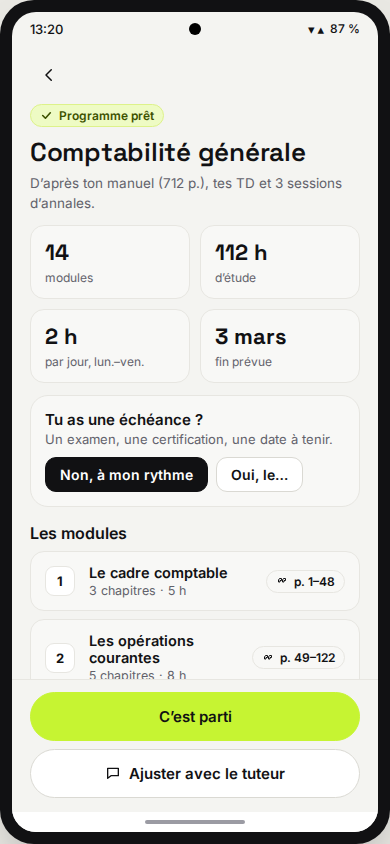 13:20
87 %
Programme prêt
Comptabilité générale
D’après ton manuel (712 p.), tes TD et 3 sessions
d’annales.
14
modules
112 h
d’étude
2 h
par jour, lun.–ven.
3 mars
fin prévue
Tu as une échéance ?
Un examen, une certification, une date à tenir.
Non, à mon rythme
Oui, le…
Les modules
1
Le cadre comptable
3 chapitres · 5 h
p. 1–48
2
Les opérations
courantes
5 chapitres · 8 h
p. 49–122
C’est parti
Ajuster avec le tuteur